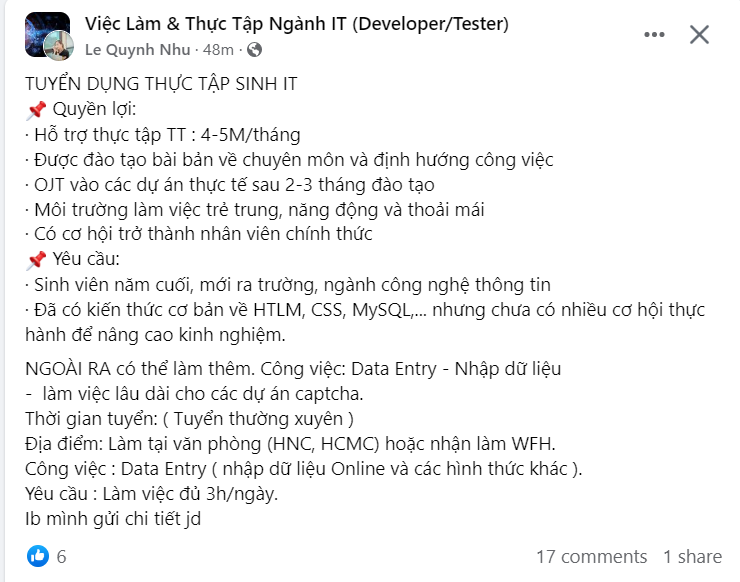 Việc Làm & Thực Tập Ngành IT (Developer/Tester)
Le Quynh Nhu · 48m ·
TUYỂN DỤNG THỰC TẬP SINH IT
📌 Quyền lợi:
· Hỗ trợ thực tập TT : 4-5M/tháng
· Được đào tạo bài bản về chuyên môn và định hướng công việc
· OJT vào các dự án thực tế sau 2-3 tháng đào tạo
· Môi trường làm việc trẻ trung, năng động và thoải mái
· Có cơ hội trở thành nhân viên chính thức
📌 Yêu cầu:
· Sinh viên năm cuối, mới ra trường, ngành công nghệ thông tin
· Đã có kiến thức cơ bản về HTLM, CSS, MySQL,... nhưng chưa có nhiều cơ hội thực
hành để nâng cao kinh nghiệm.
NGOÀI RA có thể làm thêm. Công việc: Data Entry - Nhập dữ liệu
- làm việc lâu dài cho các dự án captcha.
Thời gian tuyển: ( Tuyển thường xuyên )
Địa điểm: Làm tại văn phòng (HNC, HCMC) hoặc nhận làm WFH.
Công việc : Data Entry ( nhập dữ liệu Online và các hình thức khác ).
Yêu cầu : Làm việc đủ 3h/ngày.
Ib mình gửi chi tiết jd
6
17 comments 1 share